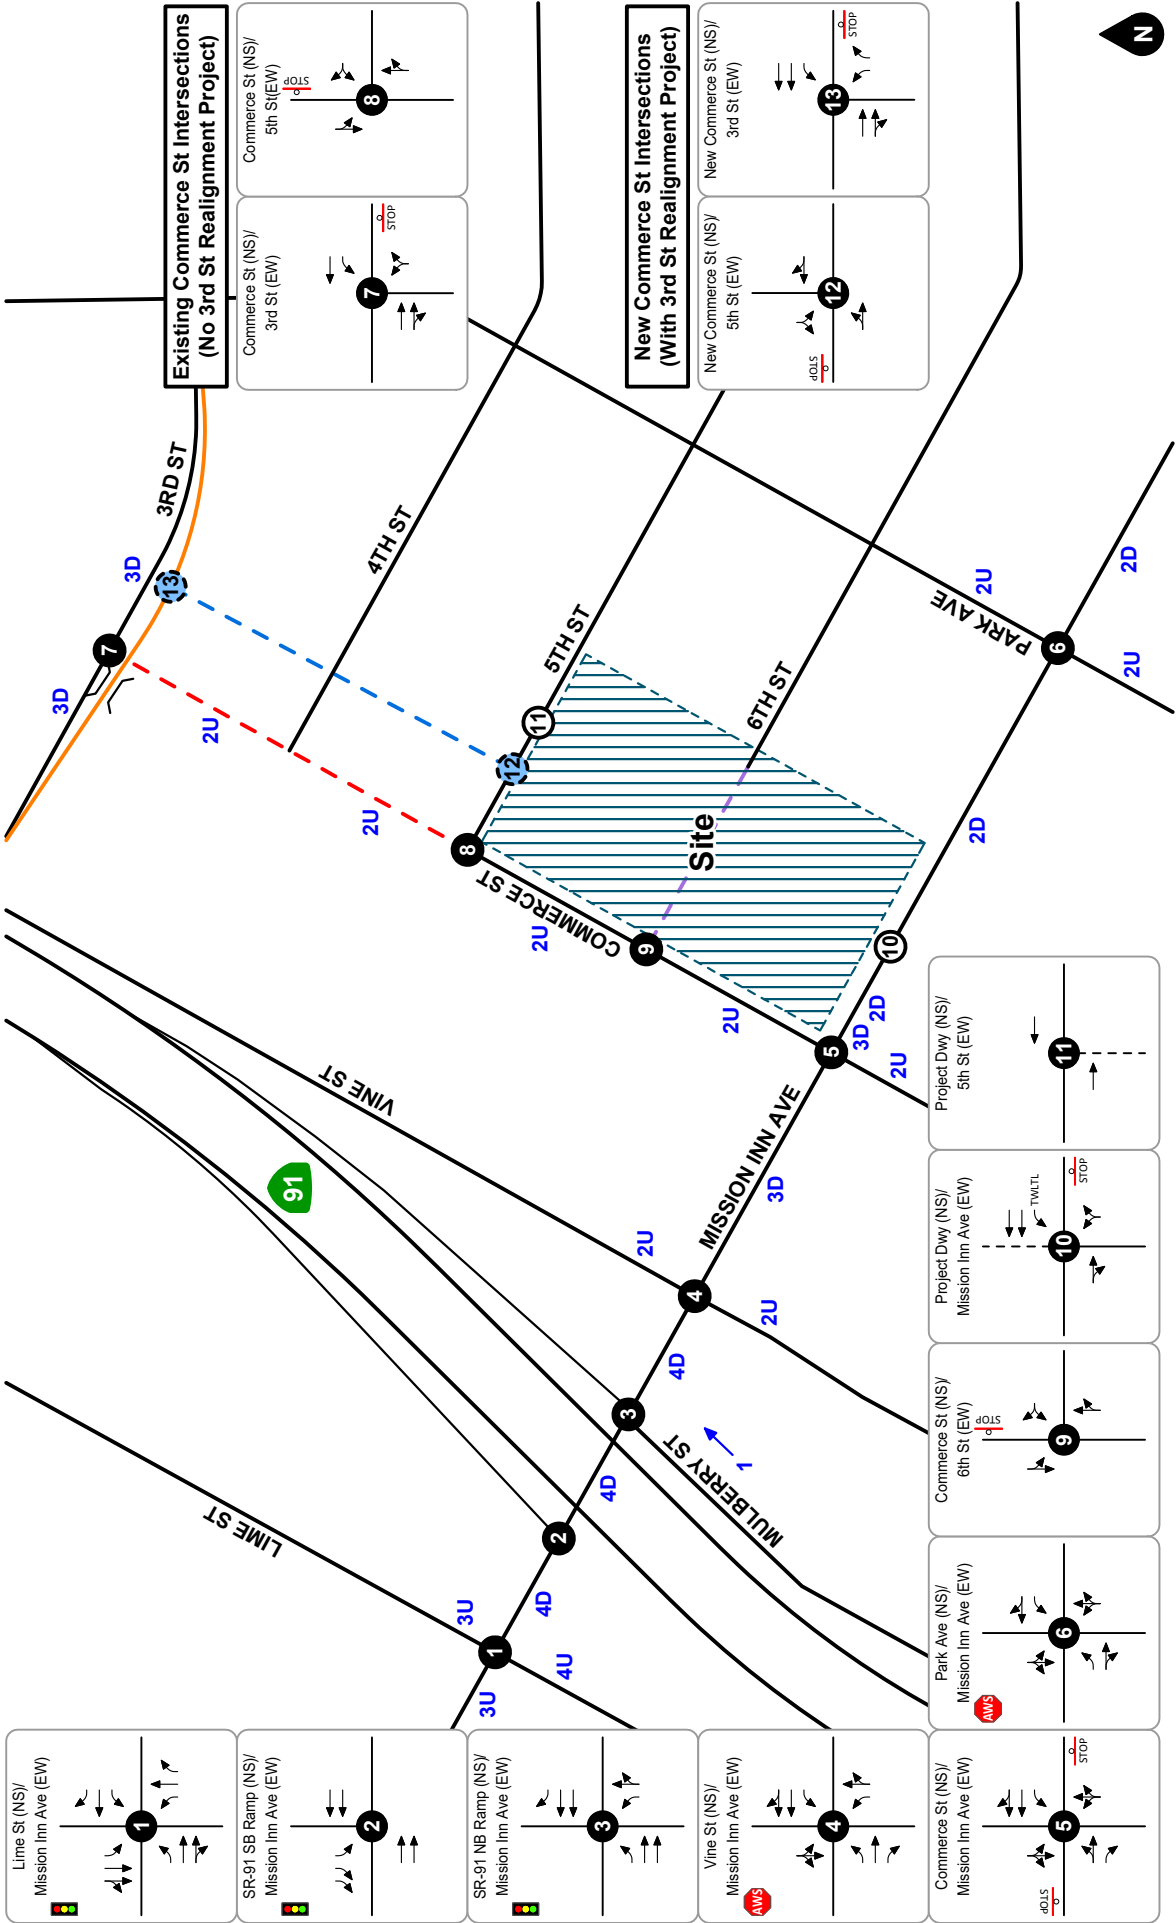 Existing Commerce St Intersections
(No 3rd St Realignment Project)
Commerce St (NS)/
3rd St (EW)
7
STOP
Commerce St (NS)/
5th St(EW)
8
STOP
New Commerce St Intersections
(With 3rd St Realignment Project)
New Commerce St (NS)/
5th St (EW)
12
STOP
New Commerce St (NS)/
3rd St (EW)
13
STOP
N
3RD ST
4TH ST
5TH ST
6TH ST
PARK AVE
COMMERCE ST
VINE ST
MISSION INN AVE
MULBERRY ST
LIME ST
91
Site
1
2
3
4
5
6
7
8
9
10
11
12
13
3D
3D
2U
2U
2U
2U
2U
3D
2D
2D
2D
2U
2U
3D
2U
2U
4D
4D
4D
3U
3U
4U
1
Lime St (NS)/
Mission Inn Ave (EW)
1
SR-91 SB Ramp (NS)/
Mission Inn Ave (EW)
2
SR-91 NB Ramp (NS)/
Mission Inn Ave (EW)
3
Vine St (NS)/
Mission Inn Ave (EW)
AWS
4
Commerce St (NS)/
Mission Inn Ave (EW)
STOP
5
STOP
Park Ave (NS)/
Mission Inn Ave (EW)
AWS
6
Commerce St (NS)/
6th St (EW)
STOP
9
Project Dwy (NS)/
Mission Inn Ave (EW)
TWLTL
10
STOP
Project Dwy (NS)/
5th St (EW)
11